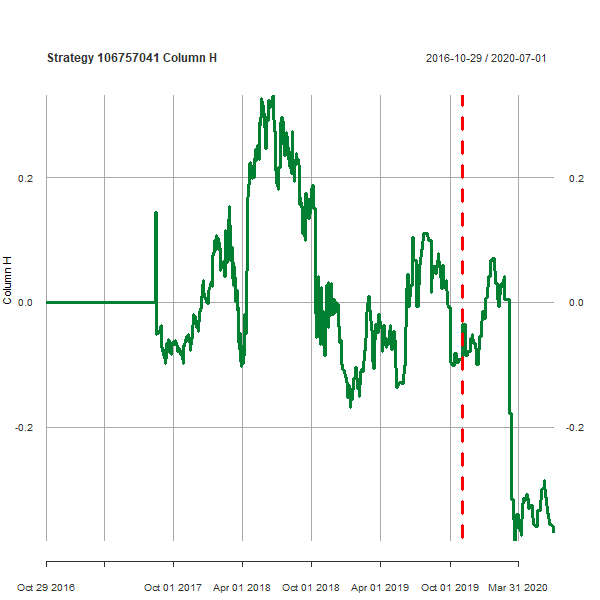 Strategy 106757041 Column H 2016-10-29 / 2020-07-01
0.2 0.2
0.0 0.0
-0.2 -0.2
Column H
Oct 29 2016 Oct 01 2017 Apr 01 2018 Oct 01 2018 Apr 01 2019 Oct 01 2019 Mar 31 2020